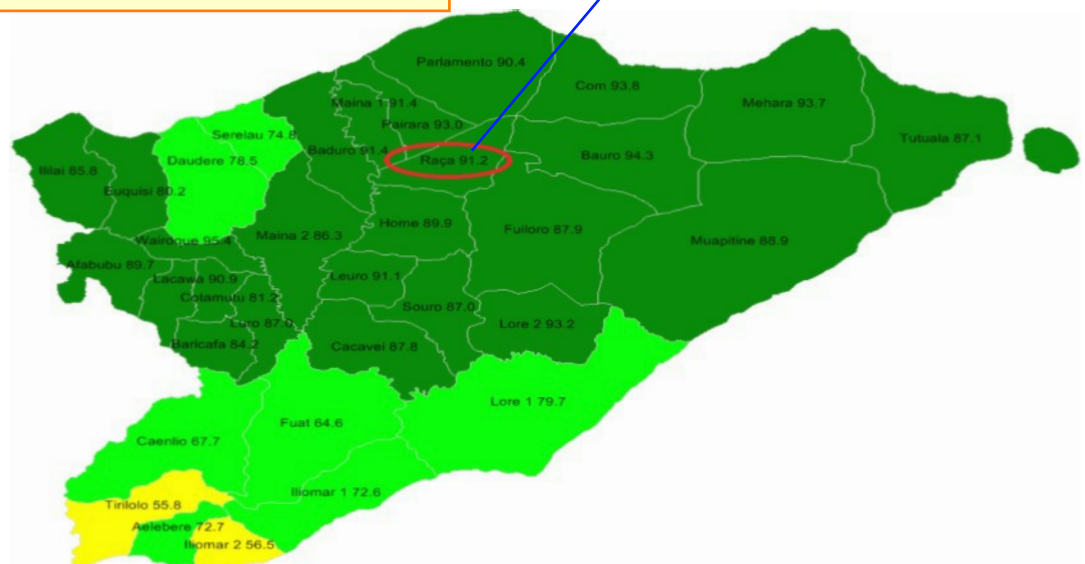 Parlamento 90.4
Com 93.8
Maina 1 91.4
Mehara 93.7
Pairara 93.0
Serelau 74.8
Tutuala 87.1
Baduro 91.4
Raça 91.2
Bauro 94.3
Daudere 78.5
Ililai 85.8
Euquisi 80.2
Home 89.9
Fuiloro 87.9
Wairoque 95.4
Maina 2 86.3
Muapitine 88.9
Afabubu 89.7
Lacawa 90.9
Leuro 91.1
Cotamutu 81.2
Souro 87.0
Luro 87.0
Lore 2 93.2
Baricafa 84.2
Cacavei 87.8
Lore 1 79.7
Fuat 64.6
Caenlio 67.7
Iliomar 1 72.6
Tirilolo 55.8
Aelebere 72.7
Iliomar 2 56.5